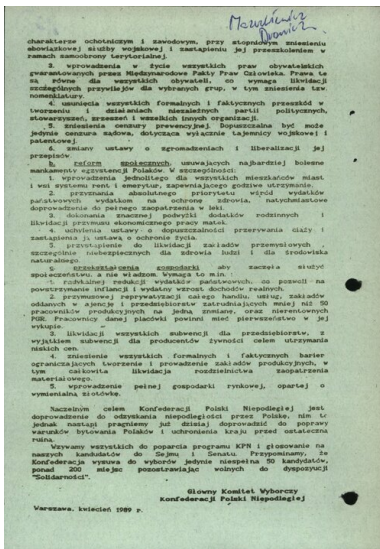 charakterze ochotniczym i zawodowym, przy stopniowym zniesieniu
obowiązkowej służby wojskowej i zastąpieniu jej przeszkoleniem w
ramach samoobrony terytorialnej.
3. wprowadzenia w życie wszystkich praw obywatelskich
gwarantowanych przez Międzynarodowe Pakty Praw Człowieka. Prawa te
są równe dla wszystkich obywateli, co wymaga likwidacji
szczególnych przywilejów dla wybranych grup, w tym zniesienia tzw.
nomenklatury.
4. usunięcia wszystkich formalnych i faktycznych przeszkód w
tworzeniu i działaniach niezależnych partii politycznych,
stowarzyszeń, zrzeszeń i wszelkich innych organizacji.
5. zniesienia cenzury prewencyjnej. Dopuszczalna być może
jedynie cenzura sądowa, dotycząca wyłącznie tajemnicy wojskowej i
patentowej.
6. zmiany ustawy o zgromadzeniach i liberalizacji jej
przepisów.
b. reform społecznych, usuwających najbardziej bolesne
mankamenty egzystencji Polaków. W szczególności:
1. wprowadzenia jednolitego dla wszystkich mieszkańców miast
i wsi systemu rent i emerytur, zapewniającego godziwe utrzymanie.
2. przyznania absolutnego priorytetu wśród wydatków
państwowych wydatkom na ochronę zdrowia, natychmiastowe
doprowadzenie do pełnego zaopatrzenia w leki.
3. dokonania znacznej podwyżki dodatków rodzinnych i
likwidacji przymusu ekonomicznego pracy matek.
4. uchylenia ustawy o dopuszczalności przerywania ciąży i
zastąpienia ją ustawą o ochronie życia.
5. przystąpienie do likwidacji zakładów przemysłowych
szczególnie niebezpiecznych dla zdrowia ludzi i dla środowiska
naturalnego.
c. przekształcenia gospodarki aby zaczęła służyć
społeczeństwu, a nie władzom. Wymaga to m.in.:
1. radykalnej redukcji wydatków państwowych, co pozwoli na
powstrzymanie inflancji i wydatny wzrost dochodów realnych.
2. przymusowej reprywatyzacji całego handlu, usług, zakładów
oddanych w ajencję i przedsiębiorstw zatrudniających mniej niż 50
pracowników produkcyjnych na jedną zmianę, oraz nierentownych
PGR. Pracownicy danej placówki powinni mieć pierwszeństwo w jej
wykupie.
3. likwidacji wszystkich subwencji dla przedsiębiorstw, z
wyjątkiem subwencji dla producentów żywności celem utrzymania
niskich cen.
4. zniesienie wszystkich formalnych i faktycznych barier
ograniczających tworzenie i prowadzenie zakładów produkcyjnych, w
tym całkowita likwidacja rozdzielnictwa zaopatrzenia
materiałowego.
5. wprowadzenie pełnej gospodarki rynkowej, opartej o
wymienialną złotówkę.
Naczelnym celem Konfederacji Polski Niepodległej jest
doprowadzenie do odzyskania niepodległości przez Polskę, nim to
jednak nastąpi pragniemy już dzisiaj doprowadzić do poprawy
warunków bytowania Polaków i uchronienia kraju przed ostateczną
ruiną.
Wzywamy wszystkich do poparcia programu KPN i głosowanie na
naszych kandydatów do Sejmu i Senatu. Przypominamy, że
Konfederacja wysuwa do wyborów jedynie niespełna 50 kandydatów,
ponad 200 miejsc pozostawiając wolnych do dyspozycji
"Solidarności".
Główny Komitet Wyborczy
Konfederacji Polski Niepodległej
Warszawa, kwiecień 1989 r.